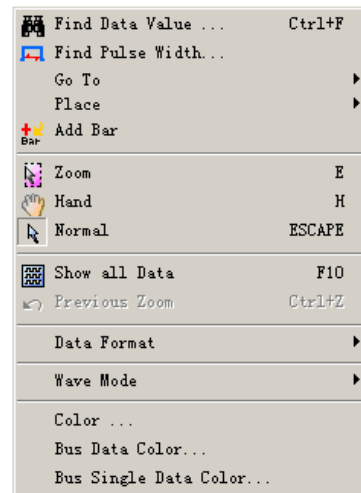 Find Data Value ... Ctrl+F
Find Pulse Width...
Go To
Place
Bar Add Bar
Zoom E
Hand H
Normal ESCAPE
Show all Data F10
Previous Zoom Ctrl+Z
Data Format
Wave Mode
Color ...
Bus Data Color...
Bus Single Data Color...